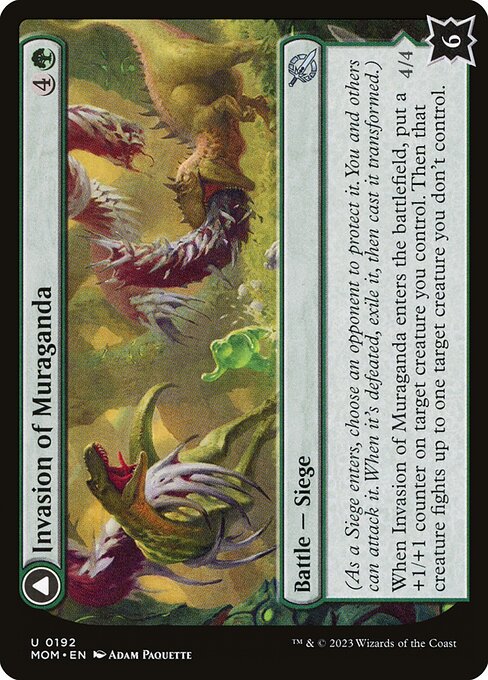 Invasion of Muraganda
4
Battle — Siege
(As a Siege enters, choose an opponent to protect it. You and others
can attack it. When it's defeated, exile it, then cast it transformed.)
When Invasion of Muraganda enters the battlefield, put a
+1/+1 counter on target creature you control. Then that
creature fights up to one target creature you don't control.
4/4
6
U 0192
MOM • EN Adam Paquette
™ & © 2023 Wizards of the Coast